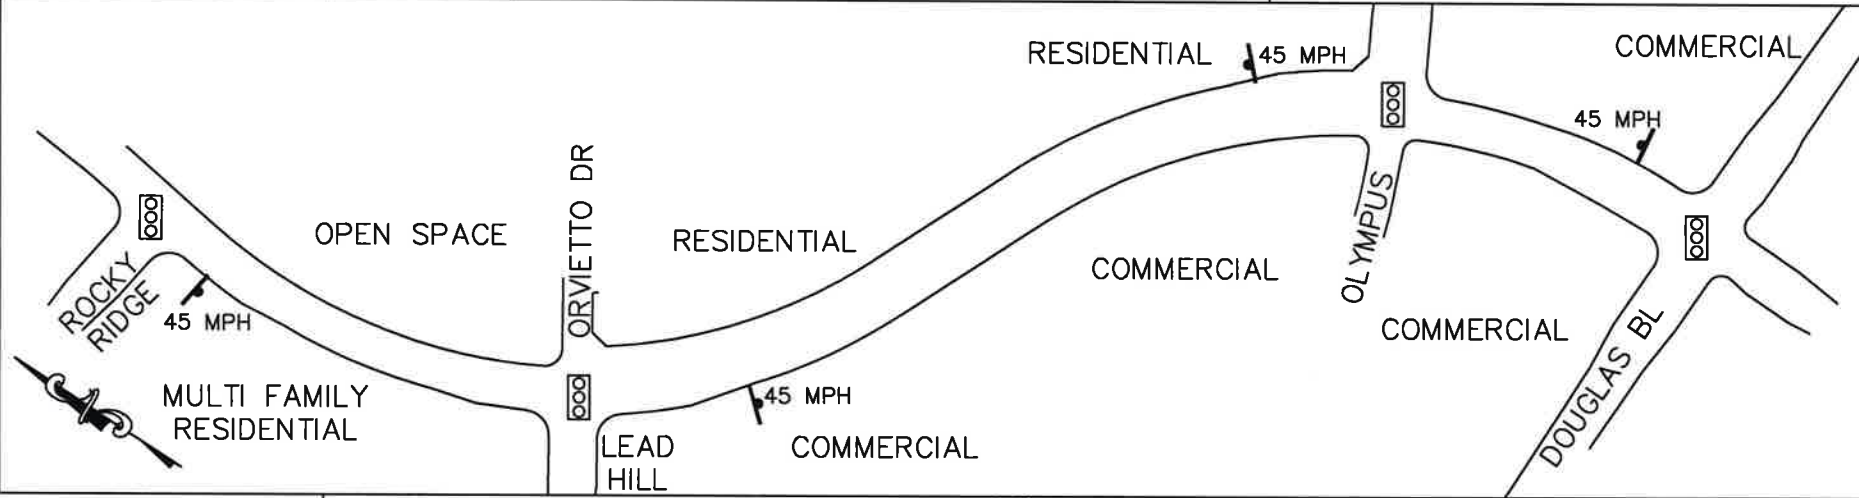 RESIDENTIAL
45 MPH
COMMERCIAL
45 MPH
ORVIETTO DR
OPEN SPACE
RESIDENTIAL
COMMERCIAL
OLYMPUS
ROCKY
RIDGE
45 MPH
COMMERCIAL
DOUGLAS BL
MULTI FAMILY
RESIDENTIAL
45 MPH
LEAD
HILL
COMMERCIAL